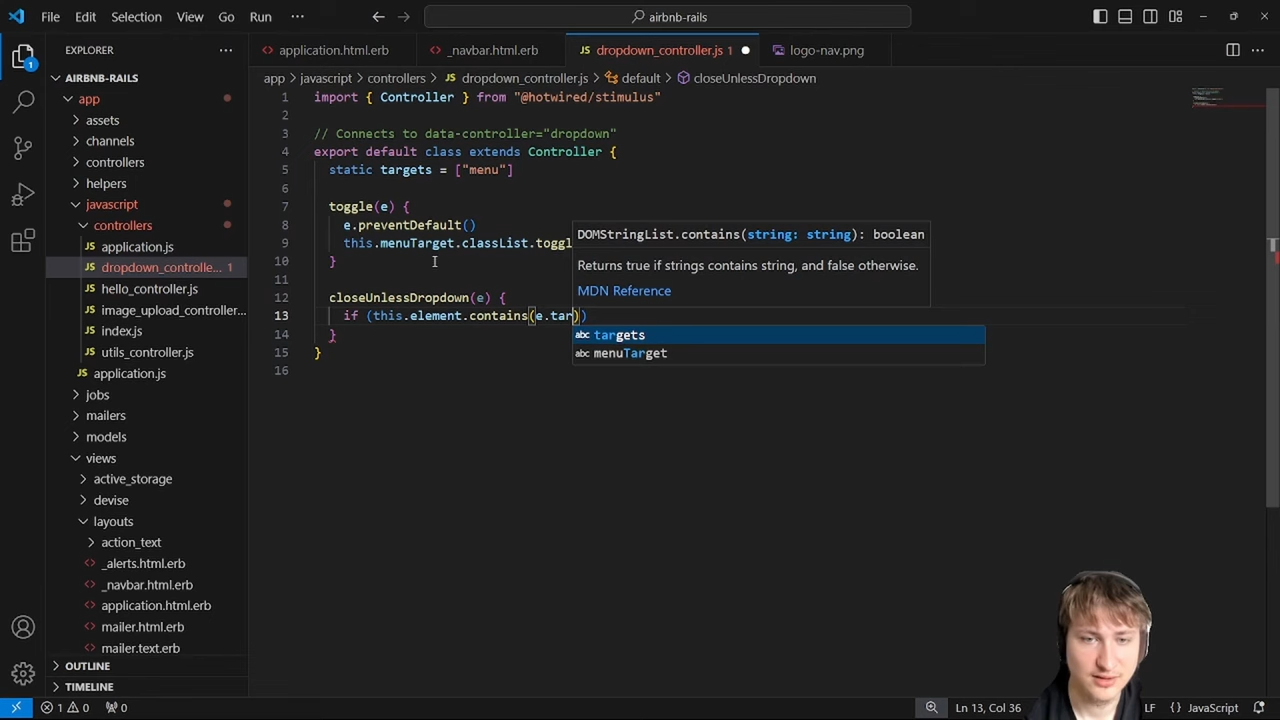 File Edit Selection View Go Run ···
airbnb-rails
EXPLORER
application.html.erb
_navbar.html.erb
JS dropdown_controller.js 1
logo-nav.png
AIRBNB-RAILS
app > javascript > controllers > JS dropdown_controller.js > default > closeUnlessDropdown
app
assets
channels
controllers
helpers
javascript
controllers
JS application.js
JS dropdown_controlle... 1
JS hello_controller.js
JS image_upload_controller...
JS index.js
JS utils_controller.js
JS application.js
jobs
mailers
models
views
active_storage
devise
layouts
action_text
_alerts.html.erb
_navbar.html.erb
application.html.erb
mailer.html.erb
mailer.text.erb
OUTLINE
TIMELINE
1 import { Controller } from "@hotwired/stimulus"
2
3 // Connects to data-controller="dropdown"
4 export default class extends Controller {
5 static targets = ["menu"]
6
7 toggle(e) {
8 e.preventDefault()
9 this.menuTarget.classList.toggl
10 }
11
12 closeUnlessDropdown(e) {
13 if (this.element.contains(e.tar))
14 }
15 }
16
DOMStringList.contains(string: string): boolean
Returns true if strings contains string, and false otherwise.
MDN Reference
abc targets
abc menuTarget
1
1 0
0
Ln 13, Col 36
LF
{} JavaScript